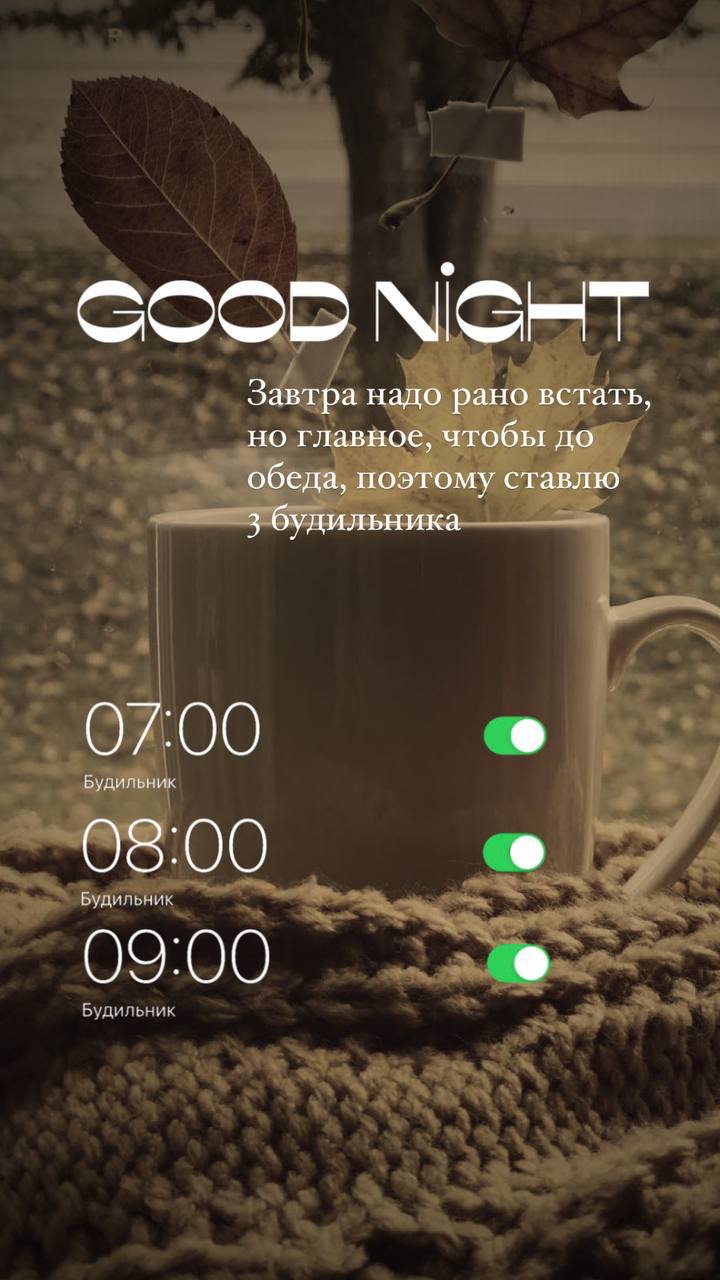 GOOD NiGHT
Завтра надо рано встать,
но главное, чтобы до
обеда, поэтому ставлю
3 будильника
07:00
Будильник
08:00
Будильник
09:00
Будильник